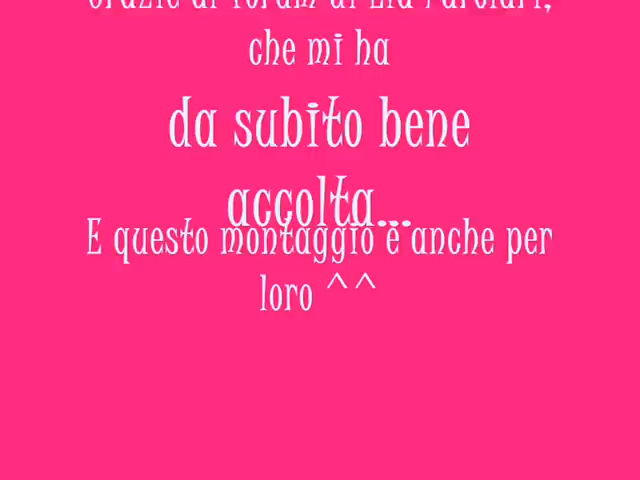 che mi ha
da subito bene
accolta...
E questo montaggio è anche per
loro ^^